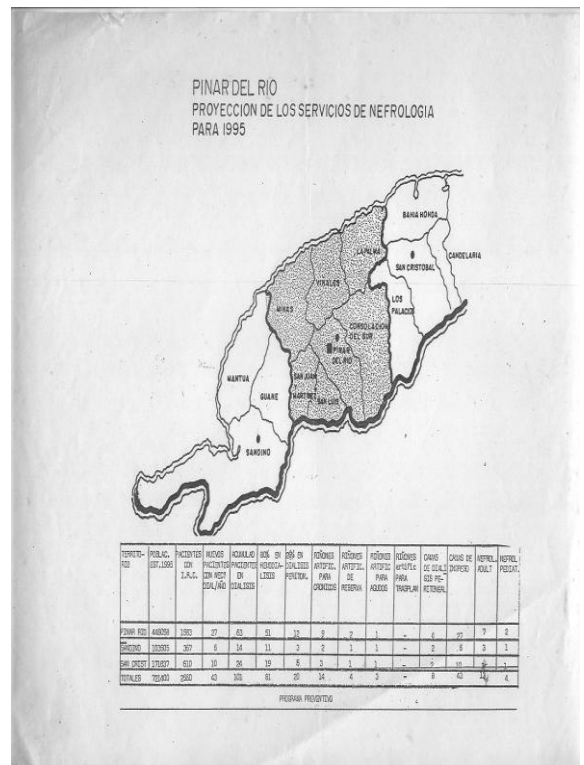 PINAR DEL RIO
PROYECCION DE LOS SERVICIOS DE NEFROLOGIA
PARA 1995
BAHIA HONDA
CANDELARIA
LA PALMA
SAN CRISTOBAL
VIÑALES
LOS
PALACIOS
MINAS
CONSOLACION
DEL SUR
PINAR
DEL RIO
MANTUA
SAN JUAN
MARTINEZ
GUANE
SAN LUIS
SANDINO
TERRITO- POBLAC. PACIENTES NUEVOS ACUMULAD 80% EN 20% EN RIÑONES RIÑONES RIÑONES RIÑONES CAMAS CAMAS DE NEFROL. NEFROL
RIO EST.1995 CON PACIENTES PACIENTES HEMODIA- DIALISIS ARTIFIC. ARTIFIC. ARTIFIC artific DE DIALI INGRESO ADULT PEDIAT.
I.R.C. CON NECE EN LISIS PERITON. PARA DE PARA PARA SIS PE-
DIAL/AÑO DIALISIS CRONICOS RESERVA AGUDOS TRASPLAN RITONEAL
PINAR RIO 1583 27 63 51 12 9 2 1 - 4 27 7 2
SANDINO 367 6 14 11 3 2 1 1 - 2 6 3 1
SAN CRIST 610 10 24 19 5 3 1 1 - 2 10 1
TOTALES 2560 43 101 81 20 14 4 3 - 8 43 4
PROGRAMA PREVENTIVO